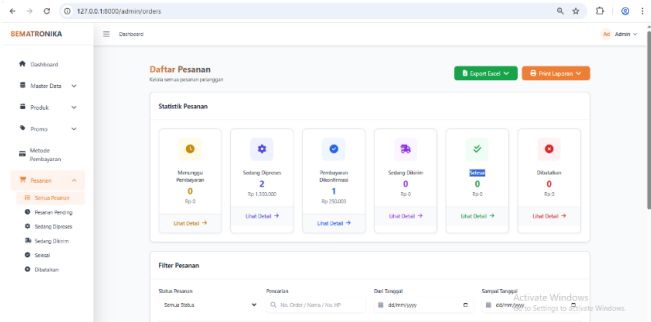 127.0.0.1:8000/admin/orders
BEMATRONIKA
Dashboard
Ad Admin
Dashboard
Master Data
Produk
Promo
Metode
Pembayaran
Pesanan
Semua Pesanan
Pesanan Pending
Sedang Diproses
Sedang Dikirim
Selesai
Dibatalkan
Daftar Pesanan
Kelola semua pesanan pelanggan
Export Excel
Print Laporan
Statistik Pesanan
Menunggu
Pembayaran
0
Rp 0
Lihat Detail →
Sedang Diproses
2
Rp 1.300.000
Lihat Detail →
Pembayaran
Dikonfirmasi
1
Rp 250.000
Lihat Detail →
Sedang Dikirim
0
Rp 0
Lihat Detail →
Selesai
0
Rp 0
Lihat Detail →
Dibatalkan
0
Rp 0
Lihat Detail →
Filter Pesanan
Status Pesanan
Semua Status
Pencarian
No. Order / Nama / No. HP
Dari Tanggal
dd/mm/yyyy
Sampai Tanggal
dd/mm/yyyy
Activate Windows
Go to Settings to activate Windows.